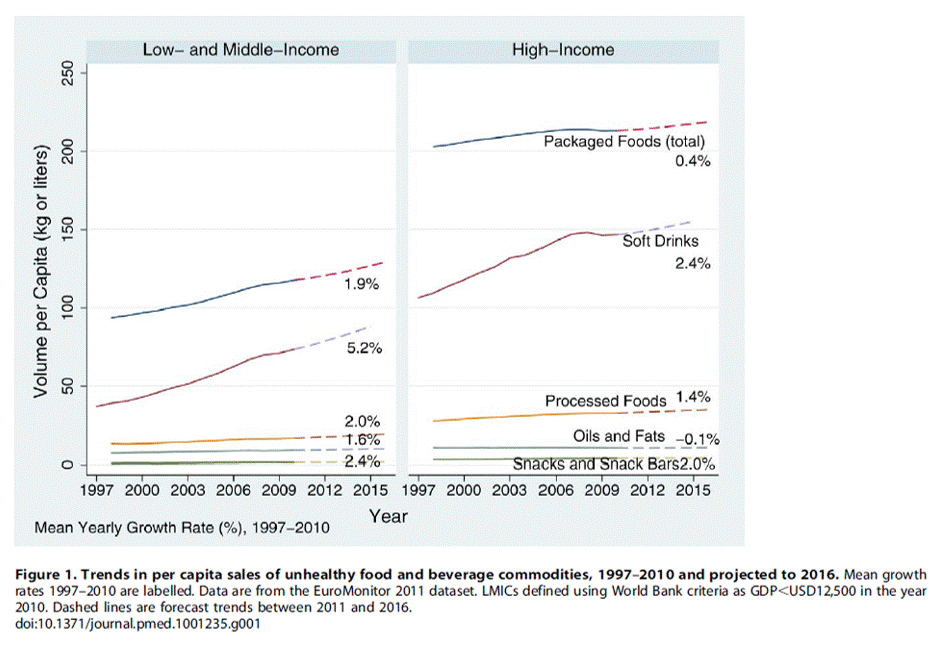 Low− and Middle−Income
High−Income
Volume per Capita (kg or liters)
250
200
150
100
50
0
1.9%
5.2%
2.0%
1.6%
2.4%
Packaged Foods (total)
0.4%
Soft Drinks
2.4%
Processed Foods 1.4%
Oils and Fats −0.1%
Snacks and Snack Bars2.0%
1997 2000 2003 2006 2009 2012 2015
1997 2000 2003 2006 2009 2012 2015
Year
Mean Yearly Growth Rate (%), 1997−2010
Figure 1. Trends in per capita sales of unhealthy food and beverage commodities, 1997–2010 and projected to 2016. Mean growth
rates 1997–2010 are labelled. Data are from the EuroMonitor 2011 dataset. LMICs defined using World Bank criteria as GDP<USD12,500 in the year
2010. Dashed lines are forecast trends between 2011 and 2016.
doi:10.1371/journal.pmed.1001235.g001